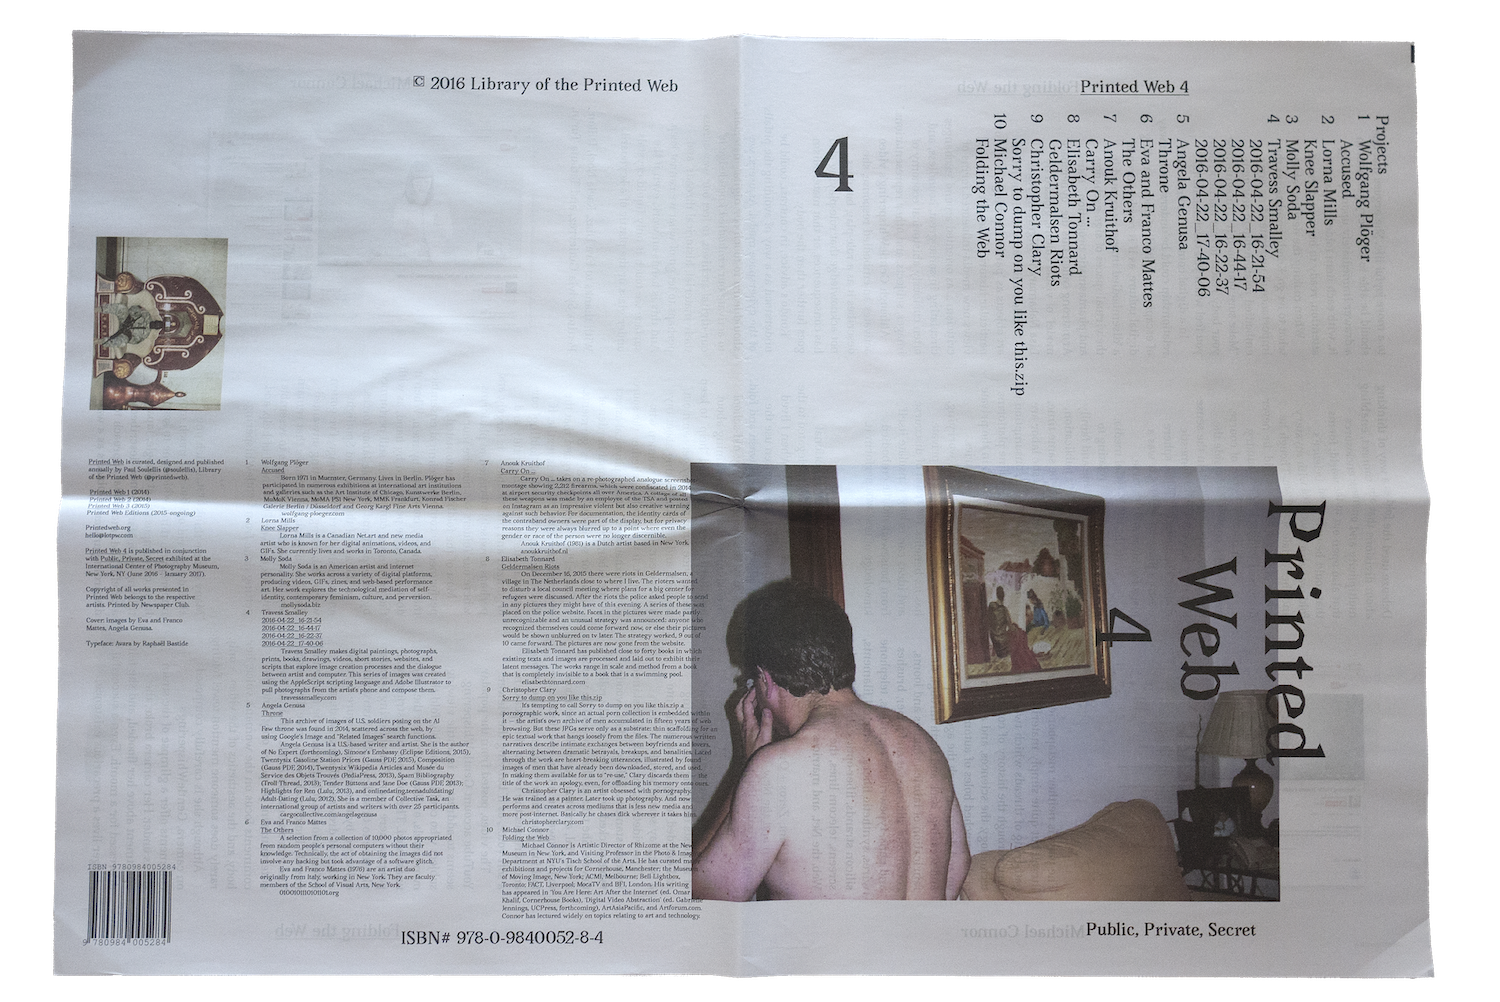 © 2016 Library of the Printed Web
Printed Web is curated, designed and published
annually by Paul Soulellis (@soulellis), Library
of the Printed Web (@printedweb).
Printed Web 1 (2014)
Printed Web 2 (2014)
Printed Web 3 (2015)
Printed Web Editions (2015-ongoing)
Printedweb.org
hello@lotpw.com
Printed Web 4 is published in conjunction
with Public, Private, Secret exhibited at the
International Center of Photography Museum,
New York, NY (June 2016 - January 2017).
Copyright of all works presented in
Printed Web belongs to the respective
artists. Printed by Newspaper Club.
Cover: images by Eva and Franco
Mattes, Angela Genusa
Typeface: Avara by Raphaël Bastide
ISBN 9780984005284
9 780984 005284
1 Wolfgang Plöger
Accused
Born 1971 in Muenster, Germany. Lives in Berlin. Plöger has
participated in numerous exhibitions at international art institutions
and galleries such as the Art Institute of Chicago, Kunstwerke Berlin,
MuMoK Vienna, MoMA PS1 New York, MMK Frankfurt, Konrad Fischer
Galerie Berlin / Düsseldorf and Georg Kargl Fine Arts Vienna.
wolfgang-ploeger.com
2 Lorna Mills
Knee Slapper
Lorna Mills is a Canadian Net.art and new media
artist who is known for her digital animations, videos, and
GIFs. She currently lives and works in Toronto, Canada.
3 Molly Soda
Molly Soda is an American artist and internet
personality. She works across a variety of digital platforms,
producing videos, GIFs, zines, and web-based performance
art. Her work explores the technological mediation of self-
identity, contemporary feminism, culture, and perversion.
mollysoda.biz
4 Travess Smalley
2016-04-22_16-21-54
2016-04-22_16-44-17
2016-04-22_16-22-37
2016-04-22_17-40-06
Travess Smalley makes digital paintings, photographs,
prints, books, drawings, videos, short stories, websites, and
scripts that explore image creation processes and the dialogue
between artist and computer. This series of images was created
using the AppleScript scripting language and Adobe Illustrator to
pull photographs from the artist's phone and compose them.
travesssmalley.com
5 Angela Genusa
Throne
This archive of images of U.S. soldiers posing on the Al
Faw throne was found in 2014, scattered across the web, by
using Google's Image and "Related Images" search functions.
Angela Genusa is a U.S.-based writer and artist. She is the author
of No Expert (forthcoming), Simone's Embassy (Eclipse Editions, 2015),
Twentysix Gasoline Station Prices (Gauss PDF, 2015), Composition
(Gauss PDF, 2014), Twentysix Wikipedia Articles and Musée du
Service des Objets Trouvés (PediaPress, 2013), Spam Bibliography
(Troll Thread, 2013); Tender Buttons and Jane Doe (Gauss PDF 2013);
Highlights for Ren (Lulu, 2013), and onlinedating,teenadultdating/
Adult-Dating (Lulu, 2012). She is a member of Collective Task, an
international group of artists and writers with over 25 participants.
cargocollective.com/angelagenusa
6 Eva and Franco Mattes
The Others
A selection from a collection of 10,000 photos appropriated
from random people's personal computers without their
knowledge. Technically, the act of obtaining the images did not
involve any hacking but took advantage of a software glitch.
Eva and Franco Mattes (1976) are an artist duo
originally from Italy, working in New York. They are faculty
members of the School of Visual Arts, New York.
0100101110101101.org
7 Anouk Kruithof
Carry On ...
Carry On ... takes on a re-photographed analogue screenshot
montage showing 2,212 firearms, which were confiscated in 2014
at airport security checkpoints all over America. A collage of all
these weapons was made by an employee of the TSA and posted
on Instagram as an impressive violent but also creative warning
against such behavior. For documentation, the identity cards of
the contraband owners were part of the display, but for privacy
reasons they were always blurred up to a point where even the
gender or race of the person were no longer discernible.
Anouk Kruithof (1981) is a Dutch artist based in New York.
anoukkruithof.nl
8 Elisabeth Tonnard
Geldermalsen Riots
On December 16, 2015 there were riots in Geldermalsen, a
village in The Netherlands close to where I live. The rioters wanted
to disturb a local council meeting where plans for a big center for
refugees were discussed. After the riots the police asked people to send
in any pictures they might have of this evening. A series of these was
placed on the police website. Faces in the pictures were made partly
unrecognizable and an unusual strategy was announced: anyone who
recognized themselves could come forward now, or else their pictures
would be shown unblurred on tv later. The strategy worked, 9 out of
10 came forward. The pictures are now gone from the website.
Elisabeth Tonnard has published close to forty books in which
existing texts and images are processed and laid out to exhibit their
latent messages. The works range in scale and method from a book
that is completely invisible to a book that is a swimming pool.
elisabethtonnard.com
9 Christopher Clary
Sorry to dump on you like this.zip
It's tempting to call Sorry to dump on you like this.zip a
pornographic work, since an actual porn collection is embedded within
it — the artist's own archive of men accumulated in fifteen years of web
browsing. But these JPGs serve only as a substrate: thin scaffolding for an
epic textual work that hangs loosely from the files. The numerous written
narratives describe intimate exchanges between boyfriends and lovers,
alternating between dramatic betrayals, breakups, and banalities. Laced
through the work are heart-breaking utterances, illustrated by found
images of men that have already been downloaded, stored, and used.
In making them available for us to "re-use," Clary discards them — the
title of the work an apology, even, for offloading his memory onto ours.
Christopher Clary is an artist obsessed with pornography.
He was trained as a painter. Later took up photography. And now
performs and creates across mediums that is less new media and
more post-internet. Basically he chases dick wherever it takes him.
christopherclary.com
10 Michael Connor
Folding the Web
Michael Connor is Artistic Director of Rhizome at the New
Museum in New York, and Visiting Professor in the Photo & Imaging
Department at NYU's Tisch School of the Arts. He has curated many
exhibitions and projects for Cornerhouse, Manchester; the Museum
of Moving Image, New York; ACMI, Melbourne; Bell Lightbox,
Toronto; FACT, Liverpool; MocaTV and BFI, London. His writing
has appeared in 'You Are Here: Art After the Internet' (ed. Omar
Khalif, Cornerhouse Books), 'Digital Video Abstraction' (ed. Gabrielle
Jennings, UCPress, forthcoming), ArtAsiaPacific, and Artforum.com.
Connor has lectured widely on topics relating to art and technology.
ISBN# 978-0-9840052-8-4
Printed Web 4
4
Projects
1 Wolfgang Plöger
Accused
2 Lorna Mills
Knee Slapper
3 Molly Soda
4 Travess Smalley
2016-04-22_16-21-54
2016-04-22_16-44-17
2016-04-22_16-22-37
2016-04-22_17-40-06
5 Angela Genusa
Throne
6 Eva and Franco Mattes
The Others
7 Anouk Kruithof
Carry On ...
8 Elisabeth Tonnard
Geldermalsen Riots
9 Christopher Clary
Sorry to dump on you like this.zip
10 Michael Connor
Folding the Web
Printed
Web
4
Public, Private, Secret